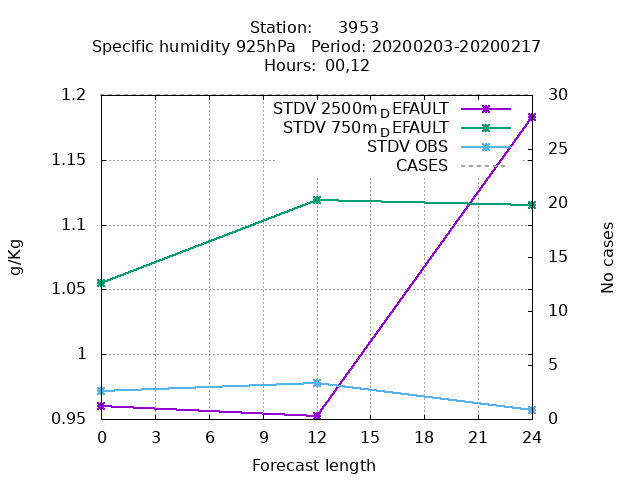 Station: 3953
Specific humidity 925hPa Period: 20200203-20200217
Hours: 00,12
1.2
1.15
1.1
1.05
1
0.95
g/Kg
STDV 2500m_DEFAULT
STDV 750m_DEFAULT
STDV OBS
CASES
30
25
20
15
10
5
0
No cases
0 3 6 9 12 15 18 21 24
Forecast length